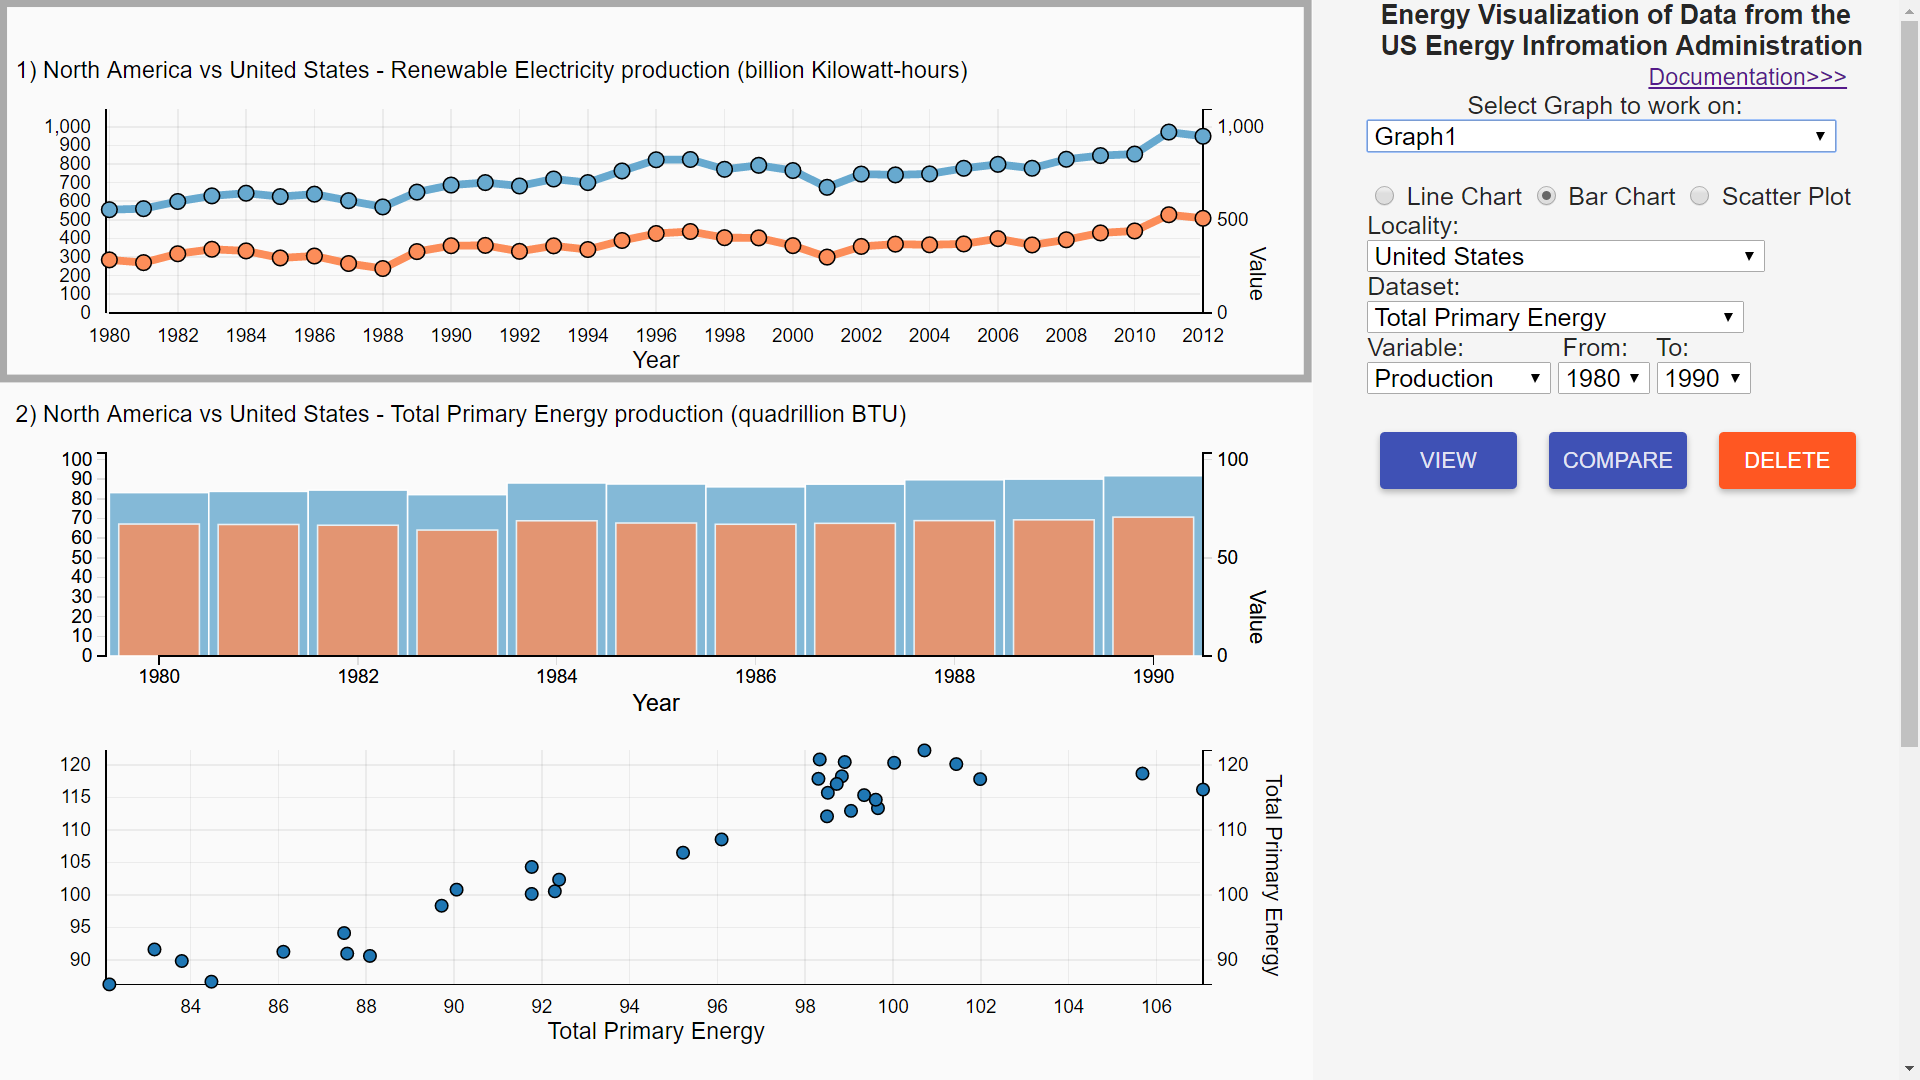 1) North America vs United States - Renewable Electricity production (billion Kilowatt-hours)
1,000
900
800
700
600
500
400
300
200
100
0
1,000
500
0
Value
1980 1982 1984 1986 1988 1990 1992 1994 1996 1998 2000 2002 2004 2006 2008 2010 2012
Year
2) North America vs United States - Total Primary Energy production (quadrillion BTU)
100
90
80
70
60
50
40
30
20
10
0
100
50
0
Value
1980 1982 1984 1986 1988 1990
Year
120
115
110
105
100
95
90
120
110
100
90
Total Primary Energy
84 86 88 90 92 94 96 98 100 102 104 106
Total Primary Energy
Energy Visualization of Data from the
US Energy Infromation Administration
Documentation>>>
Select Graph to work on:
Graph1
Line Chart Bar Chart Scatter Plot
Locality:
United States
Dataset:
Total Primary Energy
Variable: From: To:
Production 1980 1990
VIEW COMPARE DELETE